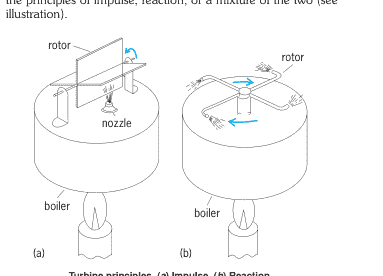 the principles of impulse, reaction, or a mixture of the two (see
illustration).
rotor
rotor
nozzle
boiler
boiler
(a)
(b)
Turbine principles. (a) Impulse. (b) Reaction.